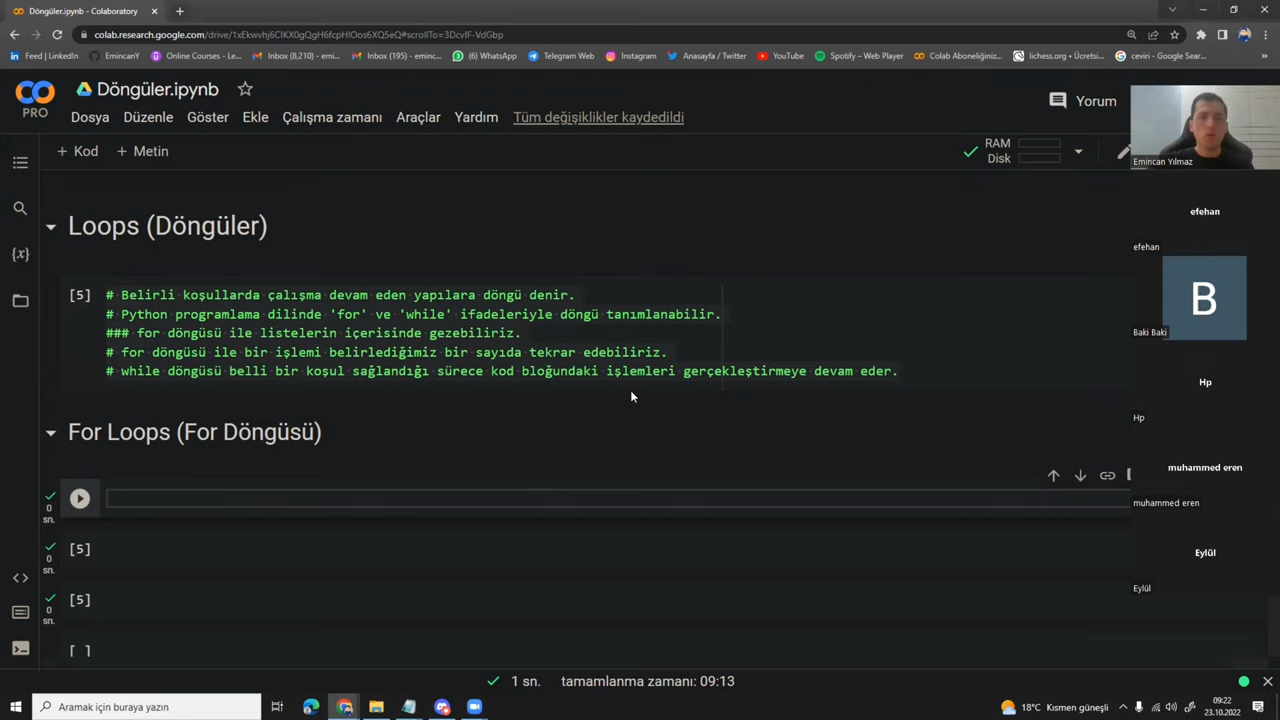 Döngüler.ipynb - Colaboratory
colab.research.google.com/drive/1xEkwvhj6CIKX0gQgH6fcpHIOos6XQ5eQ#scrollTo=3DcvIF-VdGbp
Feed | LinkedIn
EmincanY
Online Courses - Le...
Inbox (8,210) - emi...
Inbox (195) - eminc...
(6) WhatsApp
Telegram Web
Instagram
Anasayfa / Twitter
YouTube
Spotify – Web Player
Colab Aboneliğiniz...
lichess.org • Ücretsi...
ceviri - Google Sear...
PRO
Döngüler.ipynb
Yorum
Dosya Düzenle Göster Ekle Çalışma zamanı Araçlar Yardım Tüm değişiklikler kaydedildi
+ Kod + Metin
RAM
Disk
Emincan Yılmaz
Loops (Döngüler)
[5] # Belirli koşullarda çalışma devam eden yapılara döngü denir.
# Python programlama dilinde 'for' ve 'while' ifadeleriyle döngü tanımlanabilir.
### for döngüsü ile listelerin içerisinde gezebiliriz.
# for döngüsü ile bir işlemi belirlediğimiz bir sayıda tekrar edebiliriz.
# while döngüsü belli bir koşul sağlandığı sürece kod bloğundaki işlemleri gerçekleştirmeye devam eder.
For Loops (For Döngüsü)
0
sn.
[5]
0
sn.
[5]
0
sn.
[ ]
efehan
efehan
B
Baki Baki
Hp
Hp
muhammed eren
muhammed eren
Eylül
Eylül
1 sn. tamamlanma zamanı: 09:13
Aramak için buraya yazın
18°C Kısmen güneşli
09:22
23.10.2022